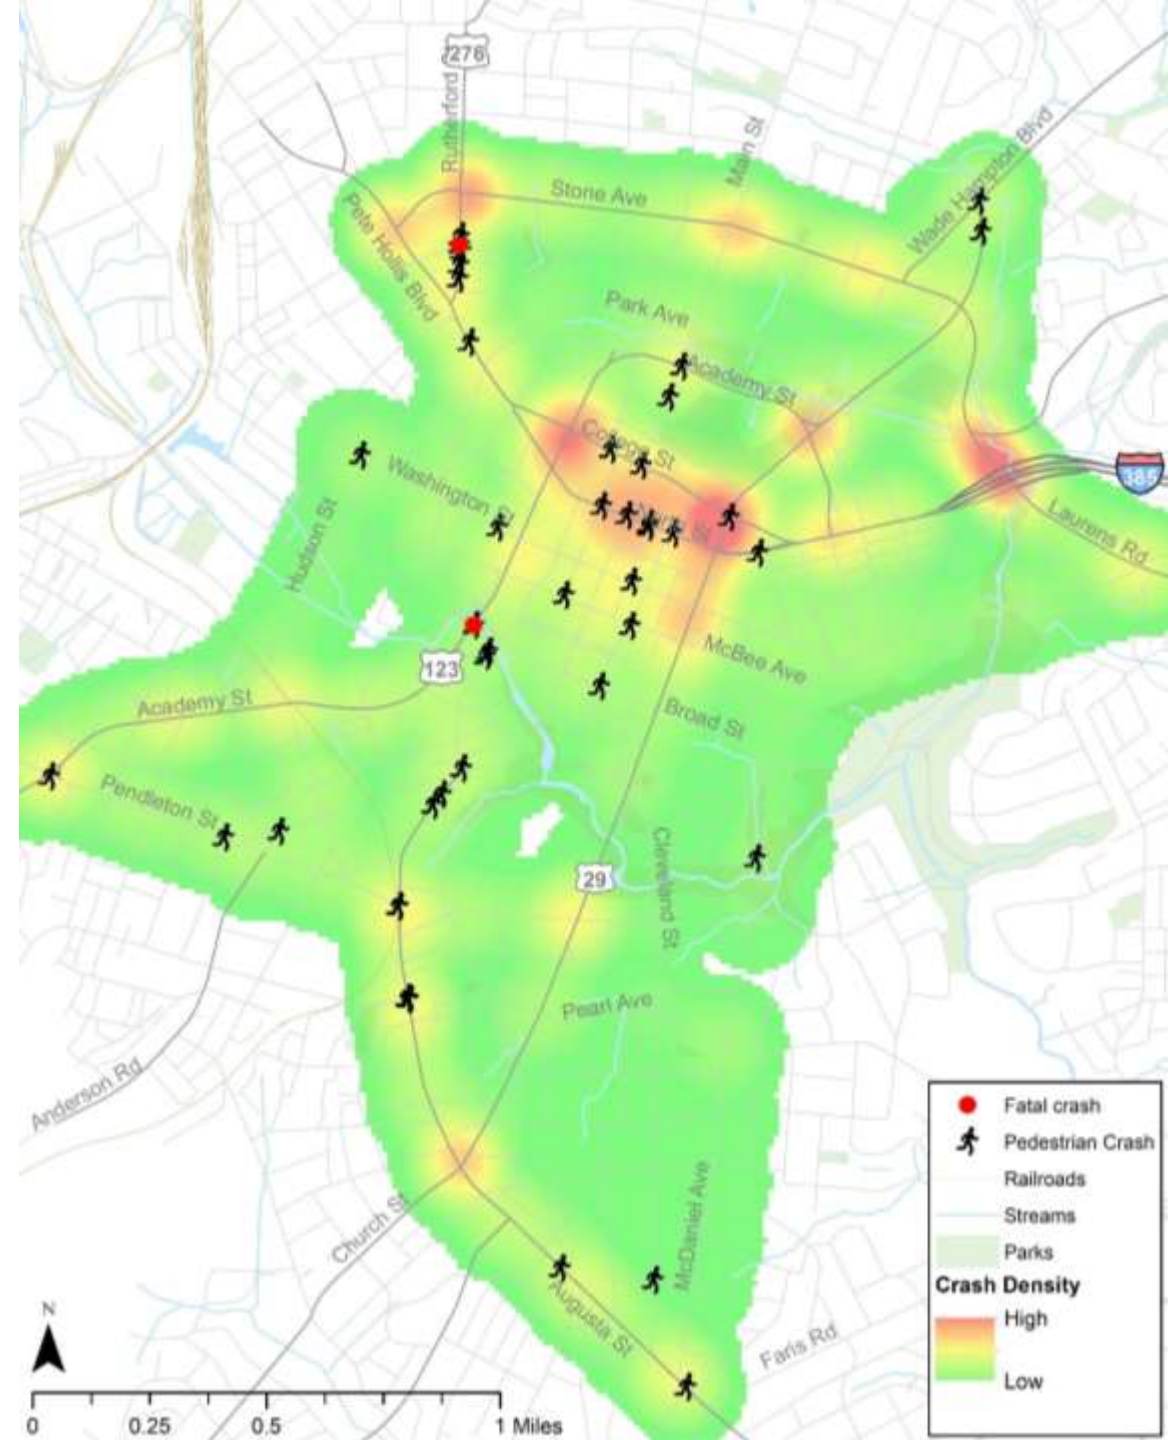 276
Rutherford
Main St
Wade Hampton Blvd
Stone Ave
Pete Hollis Blvd
Park Ave
Academy St
College St
Washington St
385
Laurens Rd
Hudson St
McBee Ave
123
Academy St
Broad St
Pendleton St
Cleveland St
29
Pearl Ave
Anderson Rd
Church St
McDaniel Ave
Augusta St
Faris Rd
Fatal crash
Pedestrian Crash
Railroads
Streams
Parks
Crash Density
High
Low
N
0 0.25 0.5 1 Miles